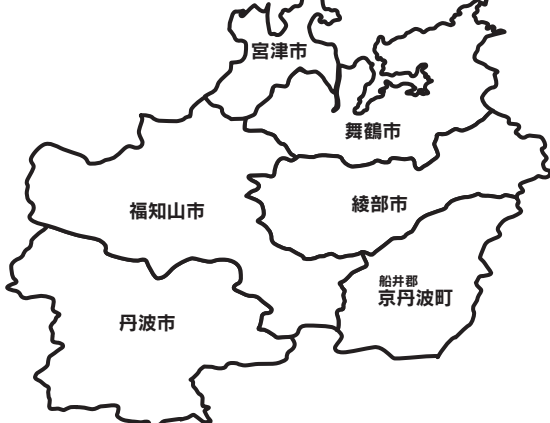 宮津市
舞鶴市
福知山市
綾部市
船井郡
京丹波町
丹波市